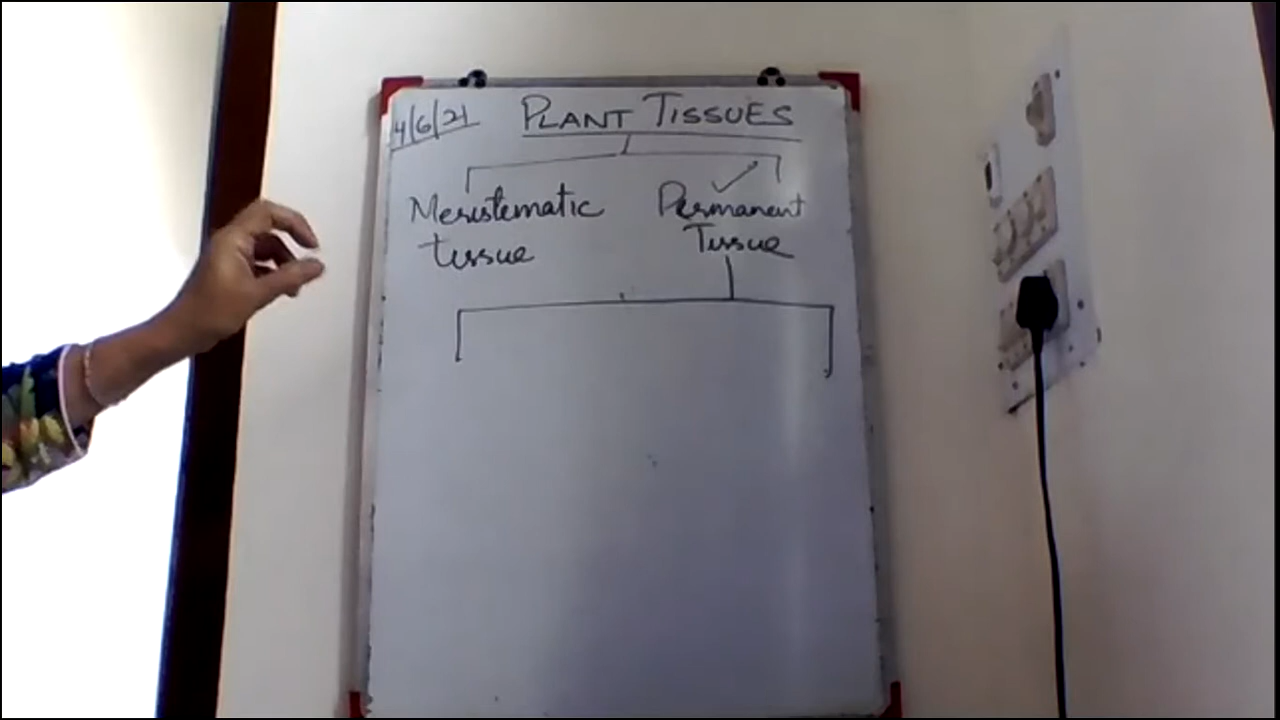 4/6/21 PLANT TISSUES
Meristematic
tissue
Permanent
Tissue